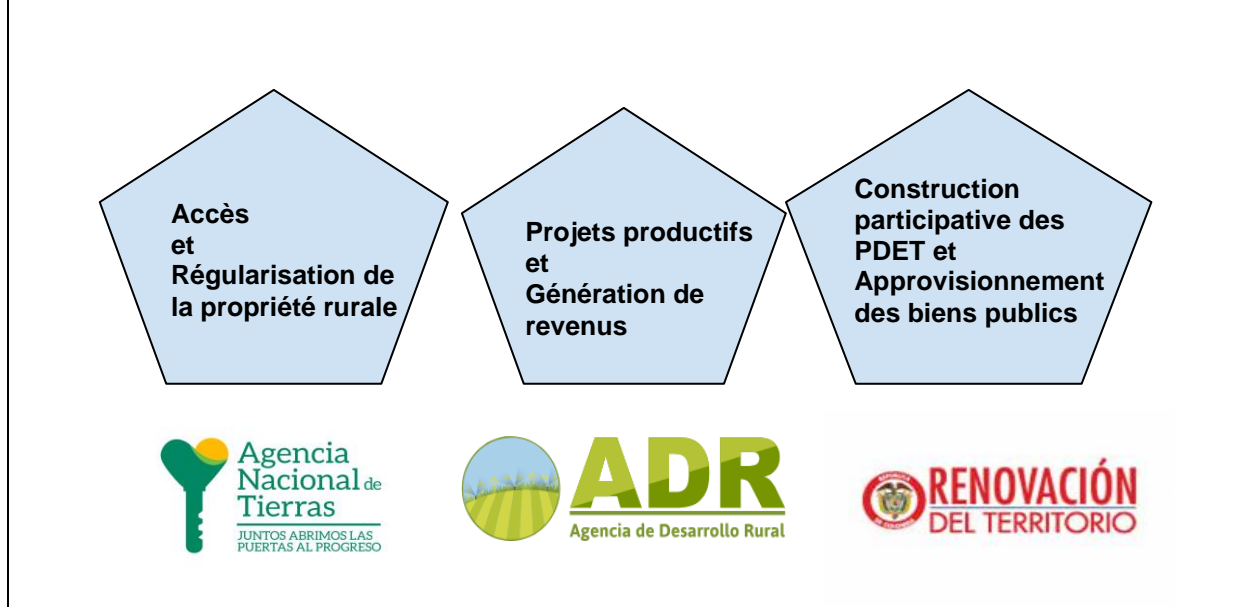 Accès
et
Régularisation de
la propriété rurale
Projets productifs
et
Génération de
revenus
Construction
participative des
PDET et
Approvisionnement
des biens publics
Agencia
Nacional de
Tierras
JUNTOS ABRIMOS LAS
PUERTAS AL PROGRESO
ADR
Agencia de Desarrollo Rural
RENOVACIÓN
DEL TERRITORIO